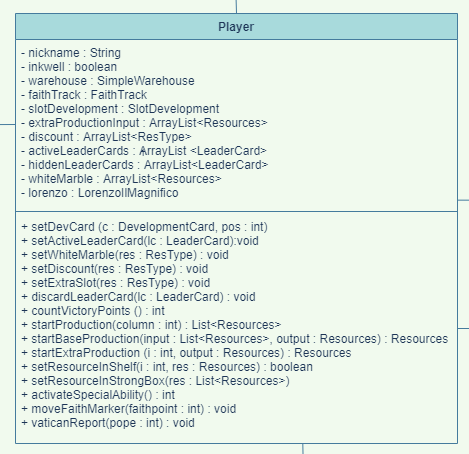 Player
- nickname : String
- inkwell : boolean
- warehouse : SimpleWarehouse
- faithTrack : FaithTrack
- slotDevelopment : SlotDevelopment
- extraProductionInput : ArrayList<Resources>
- discount : ArrayList<ResType>
- activeLeaderCards : ArrayList <LeaderCard>
- hiddenLeaderCards : ArrayList<LeaderCard>
- whiteMarble : ArrayList<Resources>
- lorenzo : LorenzoIlMagnifico
+ setDevCard (c : DevelopmentCard, pos : int)
+ setActiveLeaderCard(lc : LeaderCard):void
+ setWhiteMarble(res : ResType) : void
+ setDiscount(res : ResType) : void
+ setExtraSlot(res : ResType) : void
+ discardLeaderCard(lc : LeaderCard) : void
+ countVictoryPoints () : int
+ startProduction(column : int) : List<Resources>
+ startBaseProduction(input : List<Resources>, output : Resources) : Resources
+ startExtraProduction (i : int, output : Resources) : Resources
+ setResourceInShelf(i : int, res : Resources) : boolean
+ setResourceInStrongBox(res : List<Resources>)
+ activateSpecialAbility() : int
+ moveFaithMarker(faithpoint : int) : void
+ vaticanReport(pope : int) : void